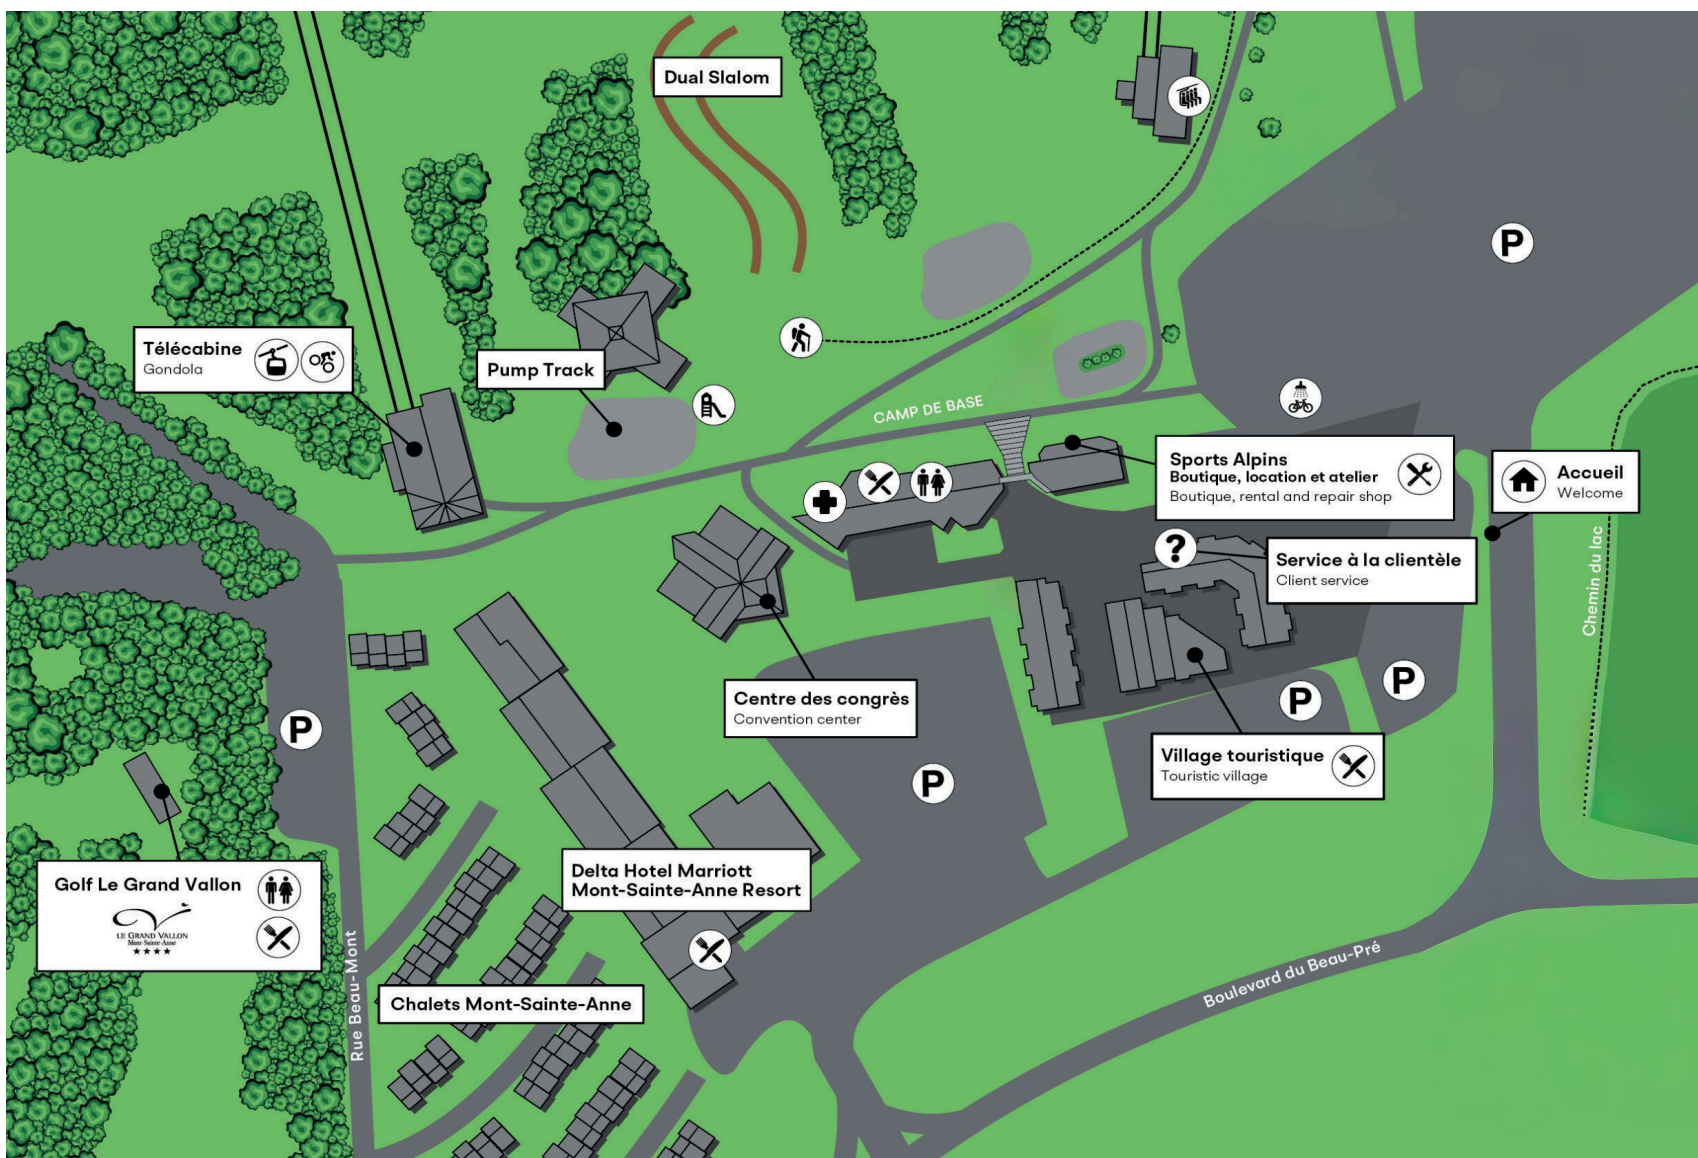 Dual Slalom
Télécabine
Gondola
Pump Track
CAMP DE BASE
Sports Alpins
Boutique, location et atelier
Boutique, rental and repair shop
Accueil
Welcome
Chemin du lac
?
Service à la clientèle
Client service
P
P
P
P
P
Centre des congrès
Convention center
Village touristique
Touristic village
Golf Le Grand Vallon
LE GRAND VALLON
Mont-Sainte-Anne
★★★★
Delta Hotel Marriott
Mont-Sainte-Anne Resort
Chalets Mont-Sainte-Anne
Rue Beau-Mont
Boulevard du Beau-Pré